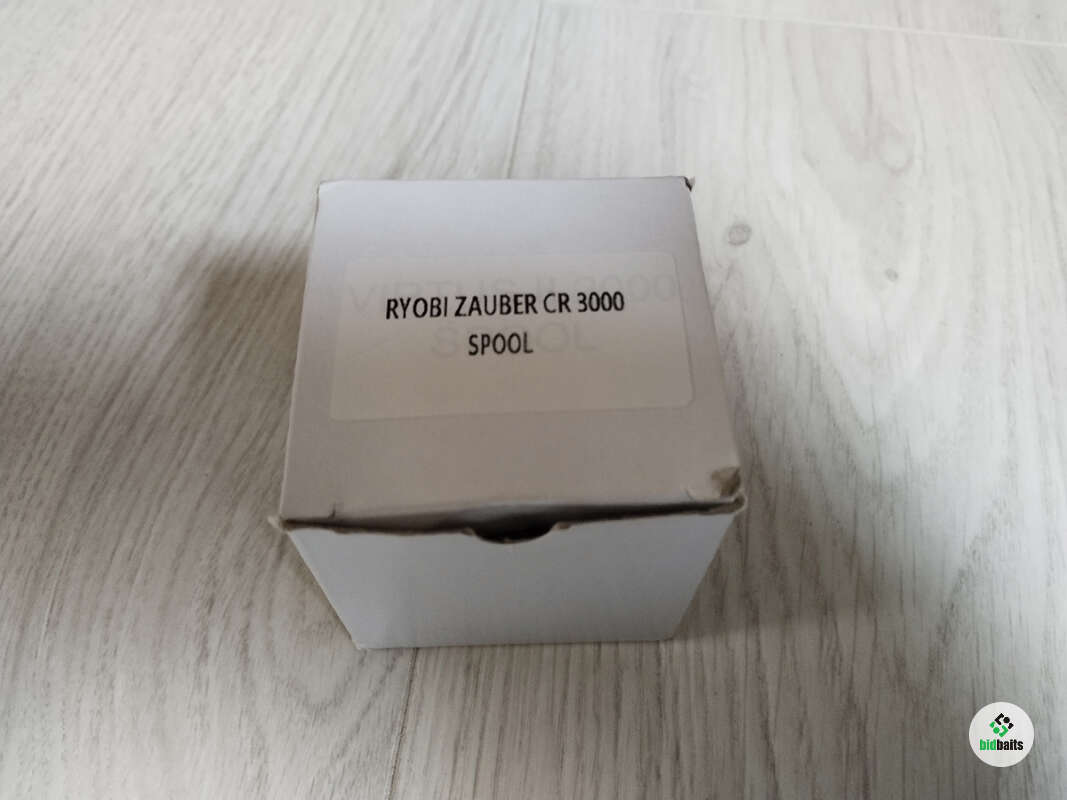 RYOBI ZAUBER CR 3000
SPOOL
bidbaits